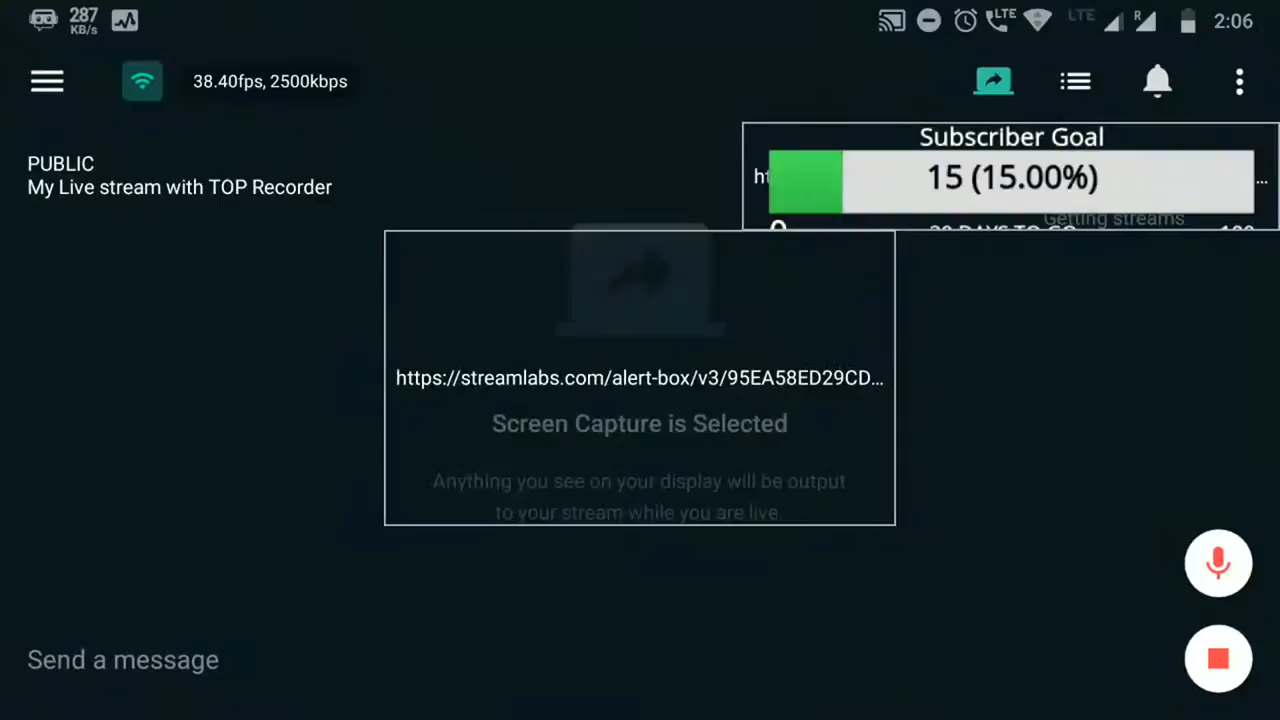 287
KB/s
LTE
LTE
R
2:06
38.40fps, 2500kbps
Subscriber Goal
15 (15.00%)
ht
...
Getting streams
PUBLIC
My Live stream with TOP Recorder
https://streamlabs.com/alert-box/v3/95EA58ED29CD...
Screen Capture is Selected
Anything you see on your display will be output
to your stream while you are live
Send a message